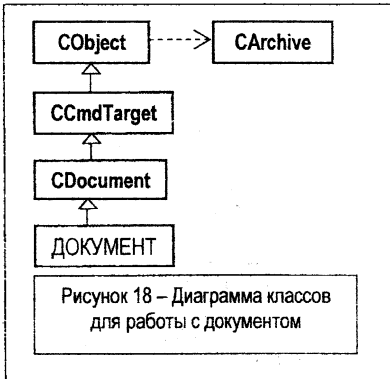 CObject
CArchive
CCmdTarget
CDocument
ДОКУМЕНТ
Рисунок 18 – Диаграмма классов
для работы с документом